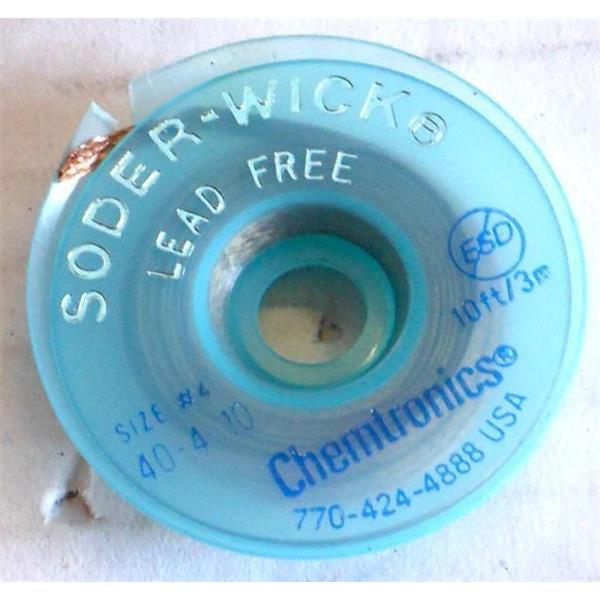 SODER-WICK®
LEAD FREE
ESD
10ft/3m
SIZE #4
40-4-10
Chemtronics®
770-424-4888 USA